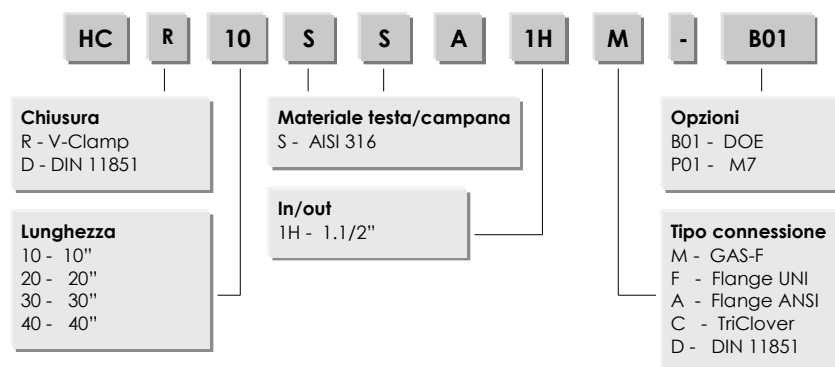 HC R 10 S S A 1H M - B01
Chiusura
R - V-Clamp
D - DIN 11851
Materiale testa/campana
S - AISI 316
Opzioni
B01 - DOE
P01 - M7
Lunghezza
10 - 10”
20 - 20”
30 - 30”
40 - 40”
In/out
1H - 1.1/2”
Tipo connessione
M - GAS-F
F - Flange UNI
A - Flange ANSI
C - TriClover
D - DIN 11851